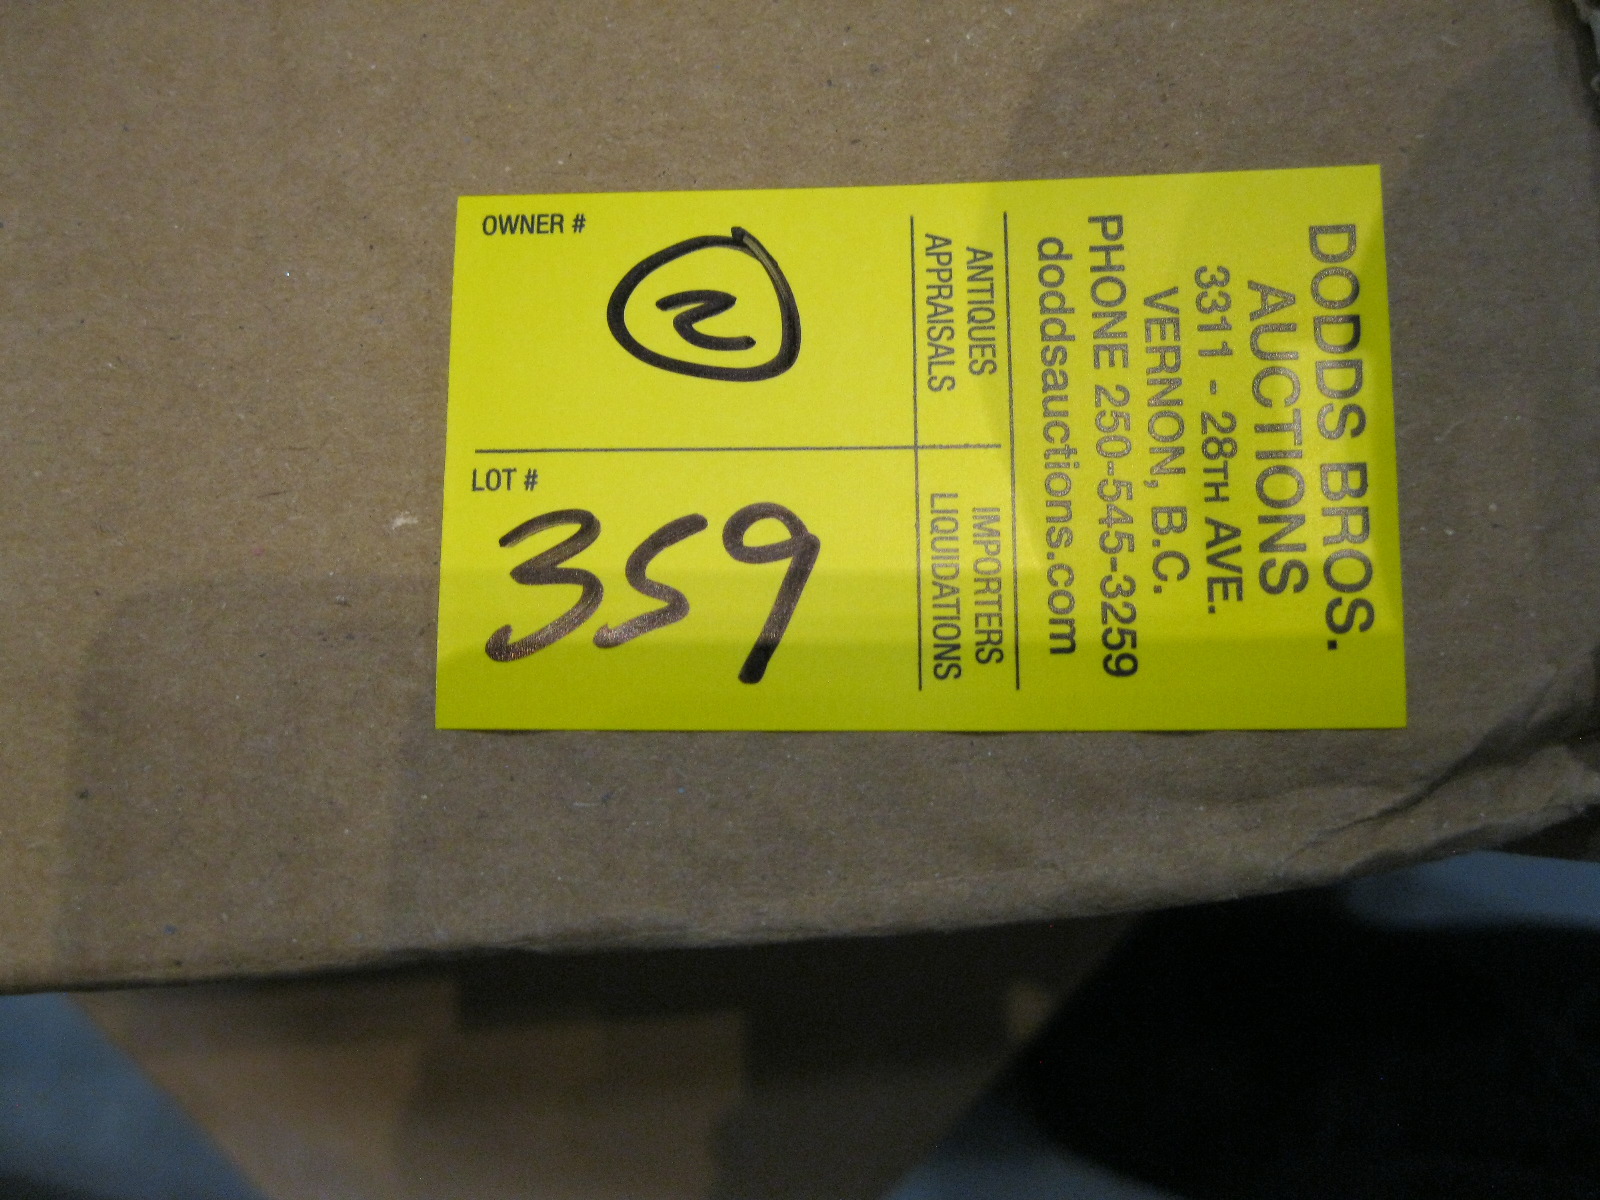 DODDS BROS.
AUCTIONS
3311 - 28TH AVE.
VERNON, B.C.
PHONE 250-545-3259
doddsauctions.com
ANTIQUES
APPRAISALS
IMPORTERS
LIQUIDATIONS
OWNER #
LOT #
359